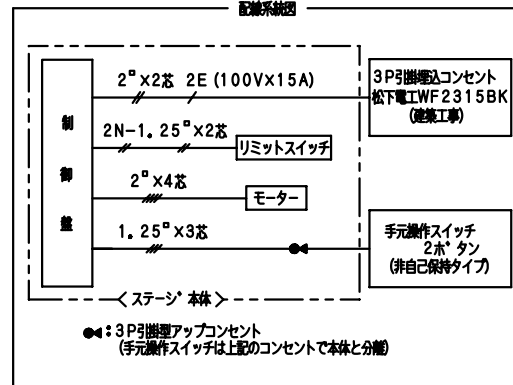 配線系統図
2□×2芯 2E(100V×15A)
3P引掛埋込コンセント
松下電工WF2315BK
(建築工事)
制御盤
2N-1.25□×2芯
リミットスイッチ
2□×4芯
モーター
1.25□×3芯
手元操作スイッチ
2ボタン
(非自己保持タイプ)
ステージ本体
:3P引掛型アップコンセント
(手元操作スイッチは上記のコンセントで本体と分離)